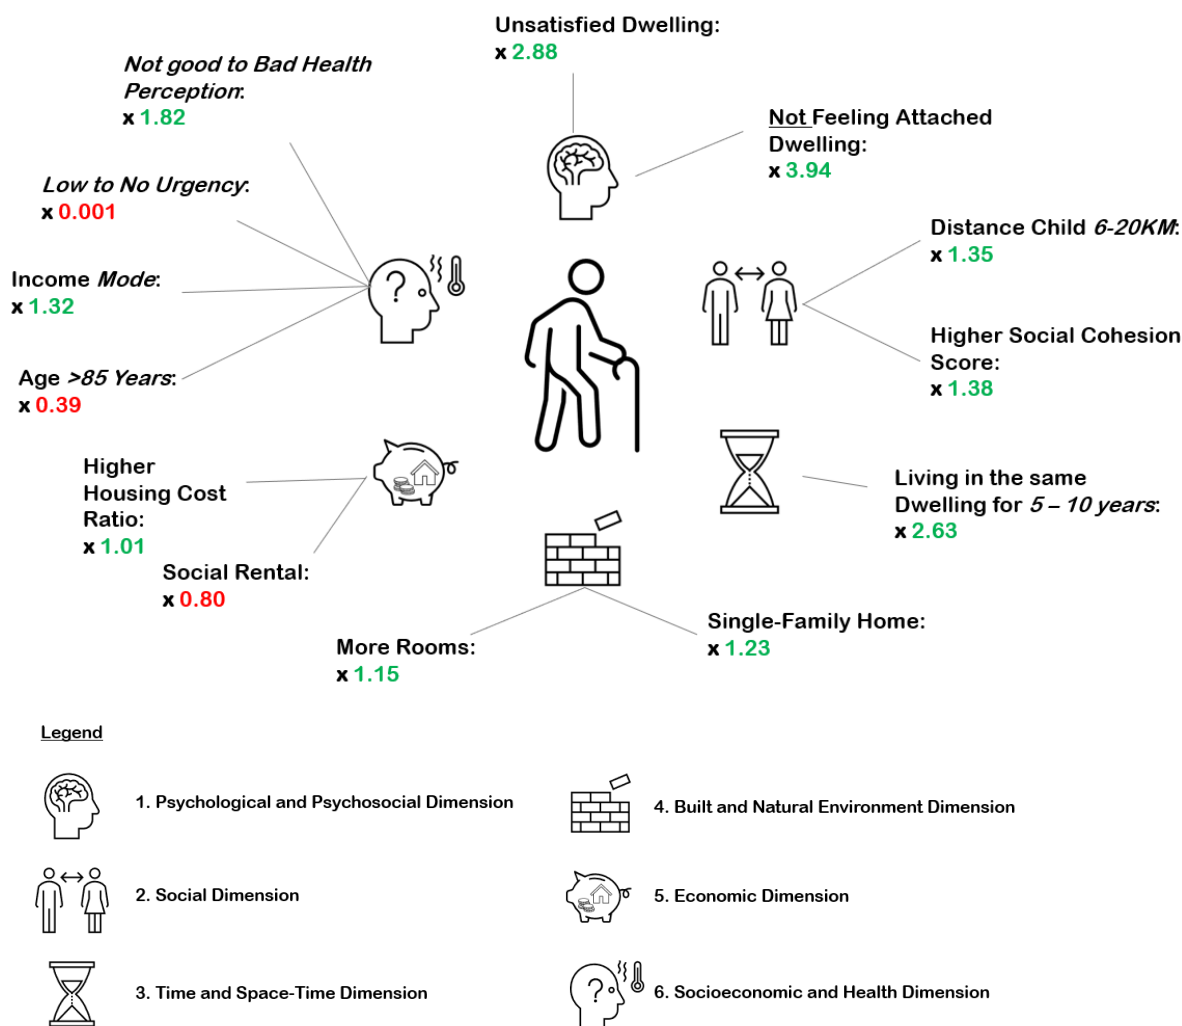 Unsatisfied Dwelling:
x 2.88
Not good to Bad Health
Perception:
x 1.82
Not Feeling Attached
Dwelling:
x 3.94
Low to No Urgency:
x 0.001
Distance Child 6-20KM:
x 1.35
Income Mode:
x 1.32
Higher Social Cohesion
Score:
x 1.38
Age >85 Years:
x 0.39
Higher
Housing Cost
Ratio:
x 1.01
Living in the same
Dwelling for 5 – 10 years:
x 2.63
Social Rental:
x 0.80
Single-Family Home:
x 1.23
More Rooms:
x 1.15
Legend
1. Psychological and Psychosocial Dimension
2. Social Dimension
3. Time and Space-Time Dimension
4. Built and Natural Environment Dimension
5. Economic Dimension
6. Socioeconomic and Health Dimension